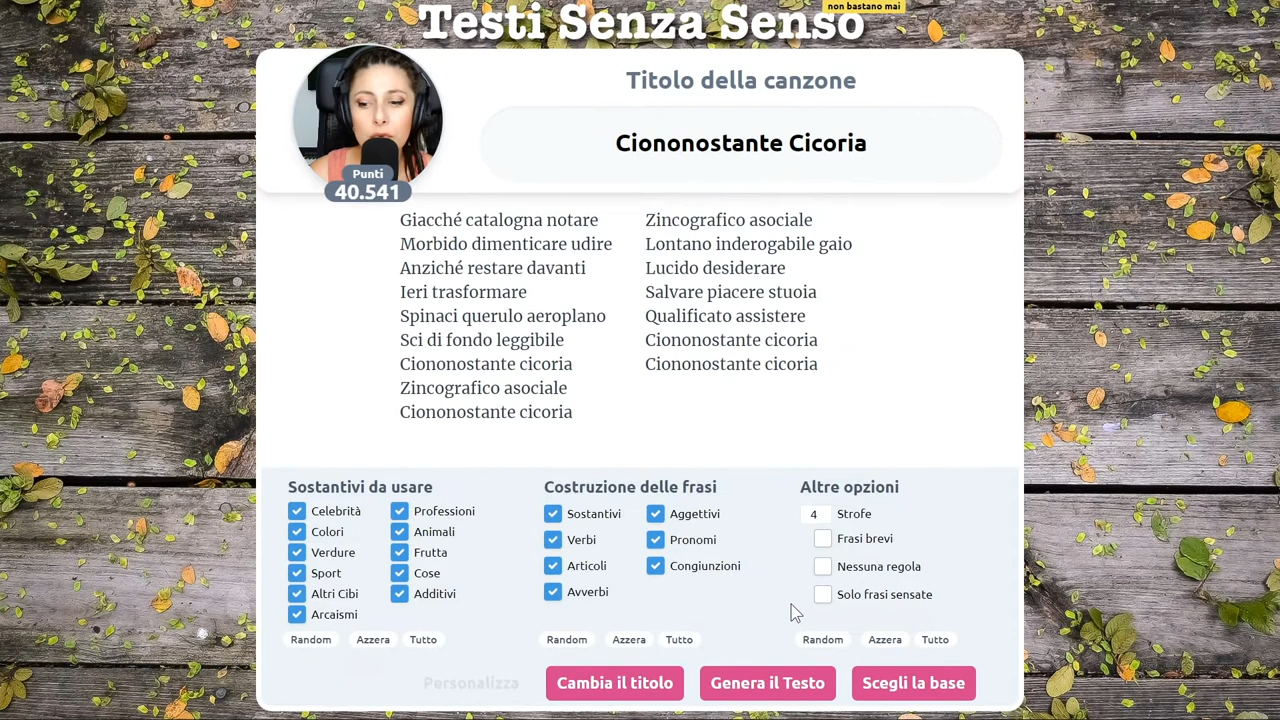 non bastano mai
Testi Senza Senso
Titolo della canzone
Ciononostante Cicoria
Punti
40.541
Giacché catalogna notare
Morbido dimenticare udire
Anziché restare davanti
Ieri trasformare
Spinaci querulo aeroplano
Sci di fondo leggibile
Ciononostante cicoria
Zincografico asociale
Ciononostante cicoria
Zincografico asociale
Lontano inderogabile gaio
Lucido desiderare
Salvare piacere stuoia
Qualificato assistere
Ciononostante cicoria
Ciononostante cicoria
Sostantivi da usare
Celebrità Professioni
Colori Animali
Verdure Frutta
Sport Cose
Altri Cibi Additivi
Arcaismi
Random Azzera Tutto
Costruzione delle frasi
Sostantivi Aggettivi
Verbi Pronomi
Articoli Congiunzioni
Avverbi
Random Azzera Tutto
Altre opzioni
4 Strofe
Frasi brevi
Nessuna regola
Solo frasi sensate
Random Azzera Tutto
Personalizza Cambia il titolo Genera il Testo Scegli la base